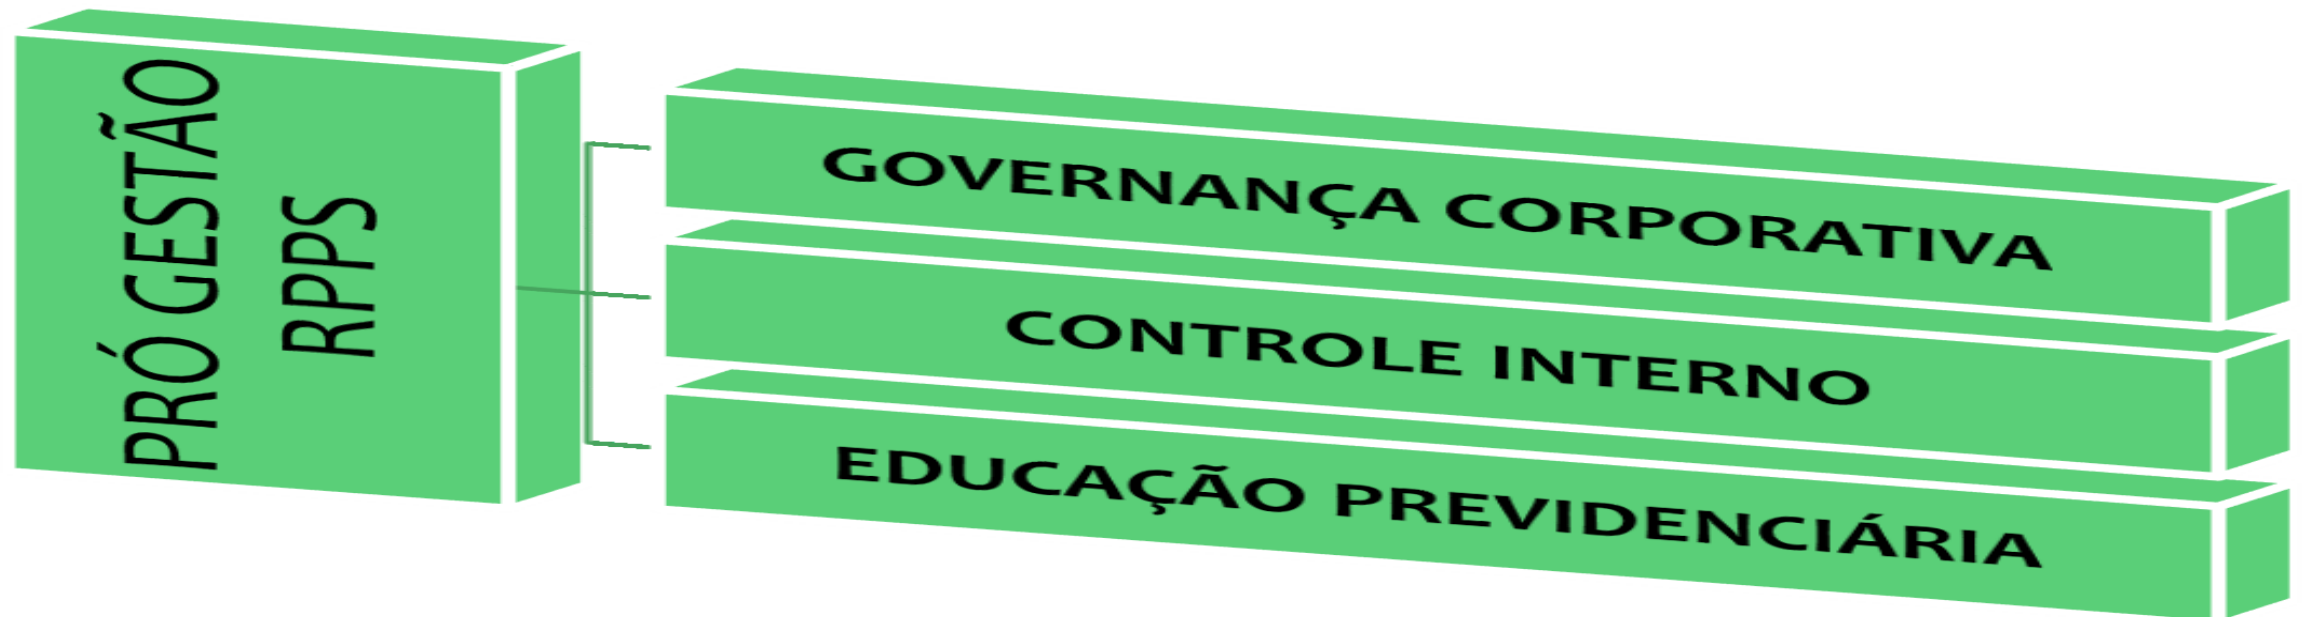 PRÓ GESTÃO
RPPS
GOVERNANÇA CORPORATIVA
CONTROLE INTERNO
EDUCAÇÃO PREVIDENCIÁRIA